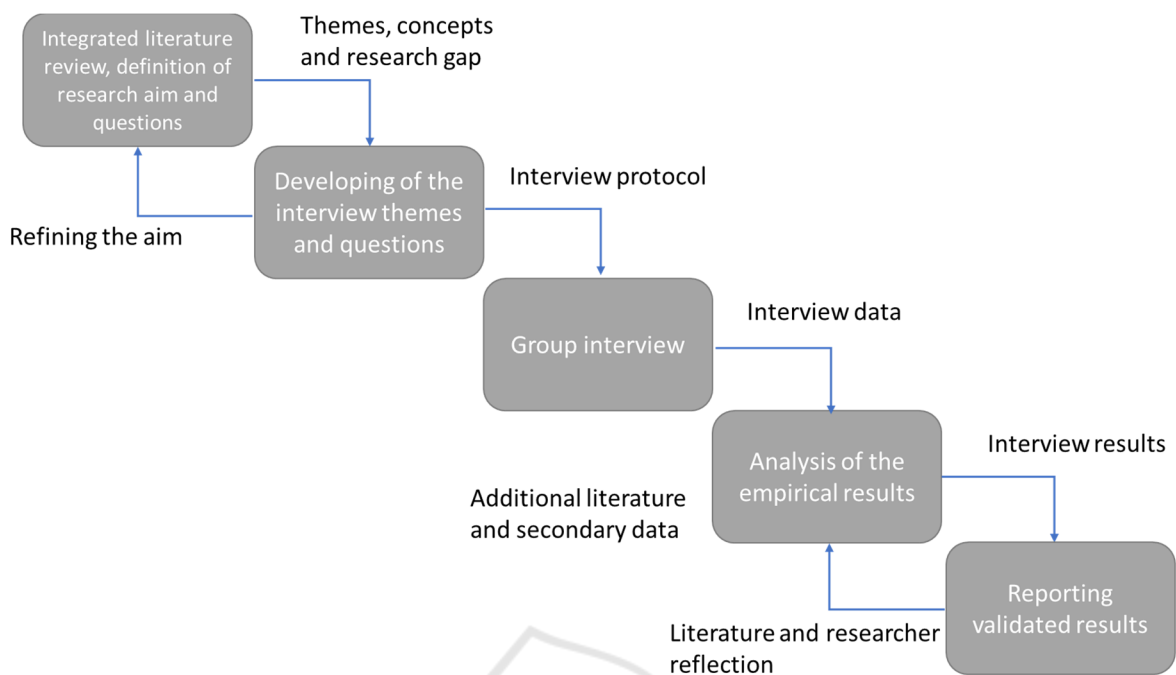 Integrated literature
review, definition of
research aim and
questions
Themes, concepts
and research gap
Refining the aim
Developing of the
interview themes
and questions
Interview protocol
Group interview
Interview data
Analysis of the
empirical results
Additional literature
and secondary data
Interview results
Literature and researcher
reflection
Reporting
validated results